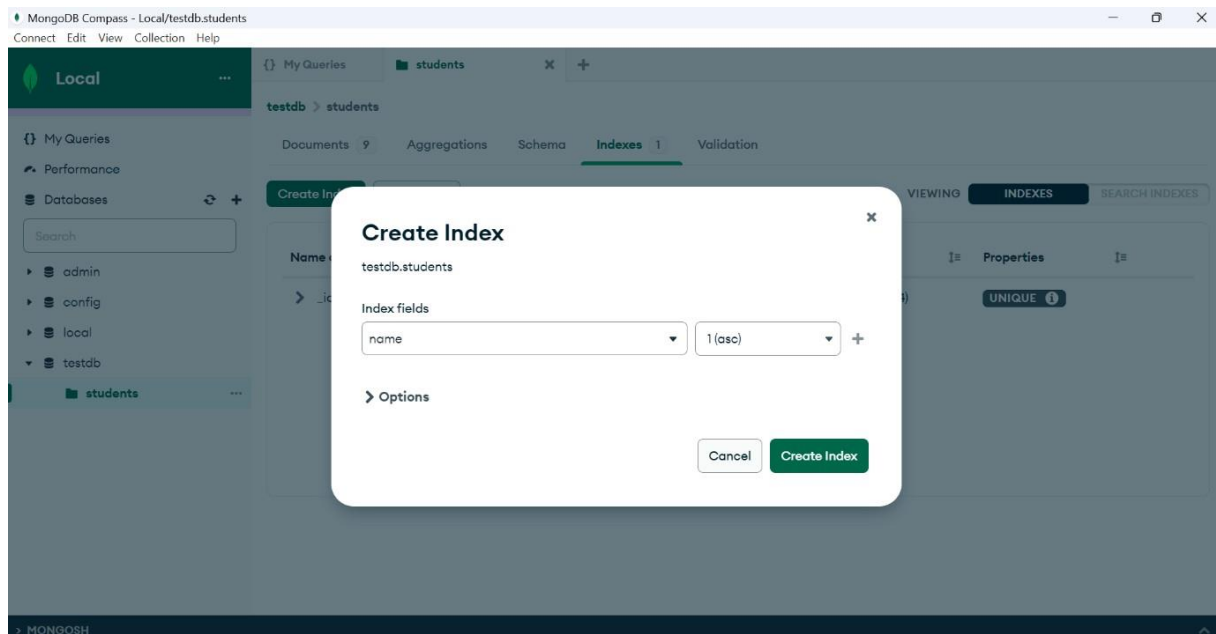 MongoDB Compass - Local/testdb.students
Connect Edit View Collection Help
Local
{} My Queries
students
testdb > students
{} My Queries
Performance
Databases
Search
admin
config
local
testdb
students
Documents 9 Aggregations Schema Indexes 1 Validation
Create
VIEWING INDEXES SEARCH INDEXES
Name
Properties
UNIQUE
Create Index
testdb.students
Index fields
name 1 (asc)
Options
Cancel Create Index
> MONGOSH